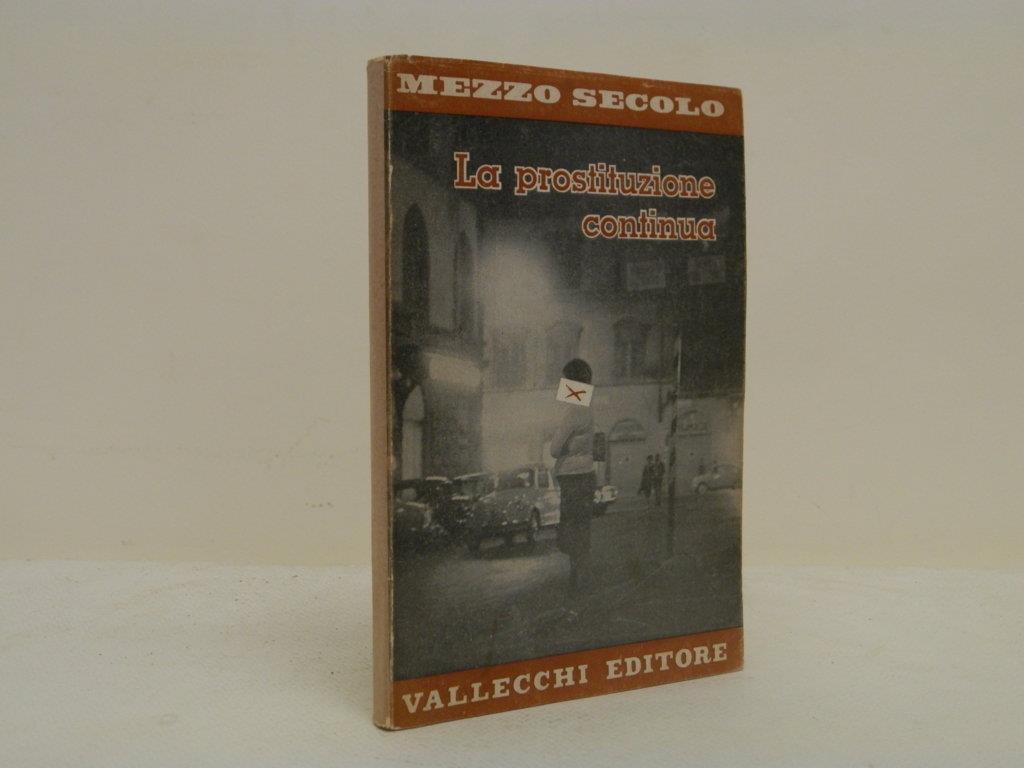 MEZZO SECOLO
La prostituzione
continua
VALLECCHI EDITORE